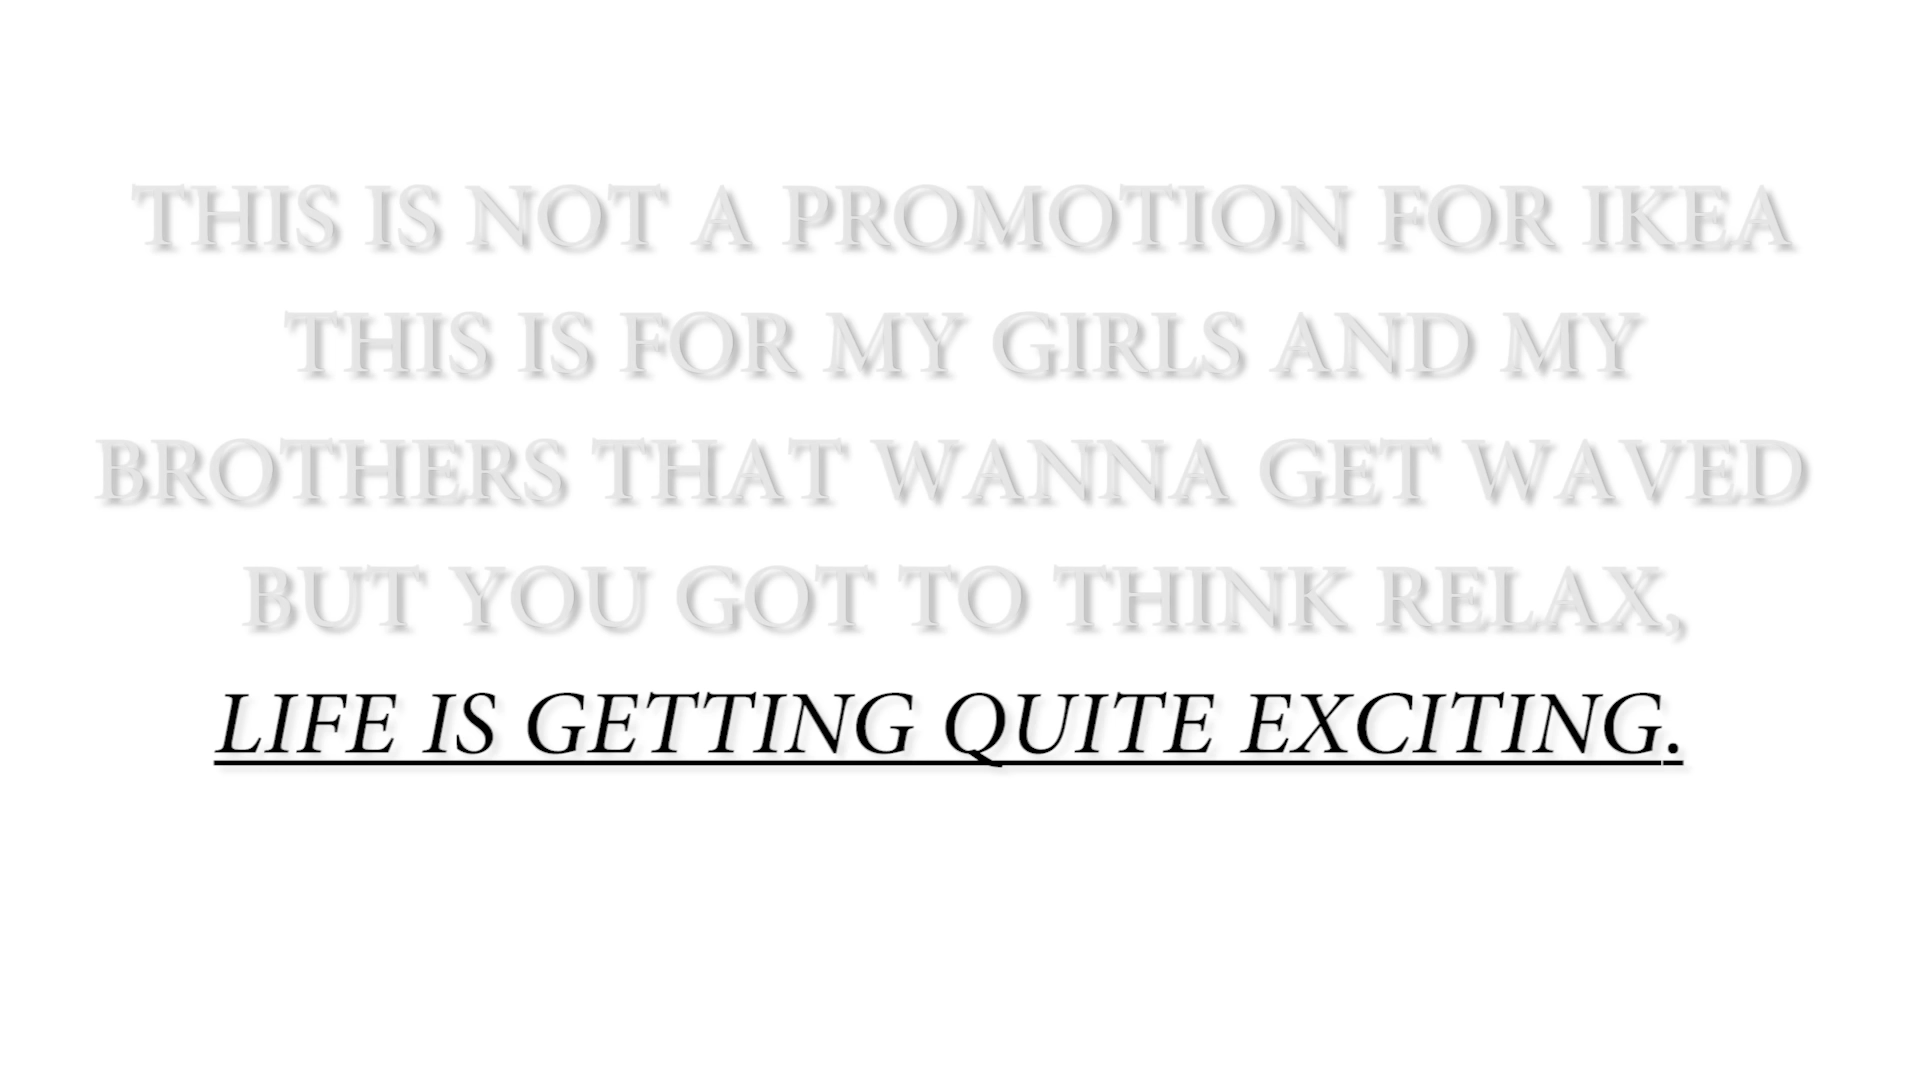 THIS IS NOT A PROMOTION FOR IKEA
THIS IS FOR MY GIRLS AND MY
BROTHERS THAT WANNA GET WAVED
BUT YOU GOT TO THINK RELAX,
LIFE IS GETTING QUITE EXCITING.